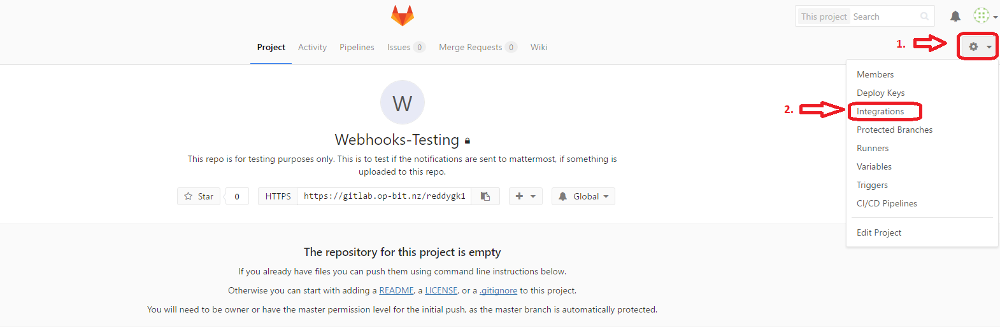 This project Search
Project Activity Pipelines Issues 0 Merge Requests 0 Wiki
1.
Members
Deploy Keys
2.
Integrations
Protected Branches
Runners
Variables
Triggers
CI/CD Pipelines
Edit Project
W
Webhooks-Testing
This repo is for testing purposes only. This is to test if the notifications are sent to mattermost, if something is
uploaded to this repo.
Star 0 HTTPS https://gitlab.op-bit.nz/reddygk1 Global
The repository for this project is empty
If you already have files you can push them using command line instructions below.
Otherwise you can start with adding a README, a LICENSE, or a .gitignore to this project.
You will need to be owner or have the master permission level for the initial push, as the master branch is automatically protected.